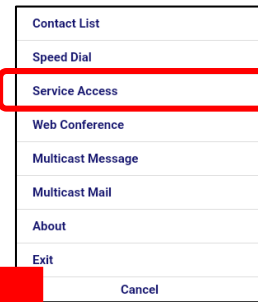 Contact List
Speed Dial
Service Access
Web Conference
Multicast Message
Multicast Mail
About
Exit
Cancel